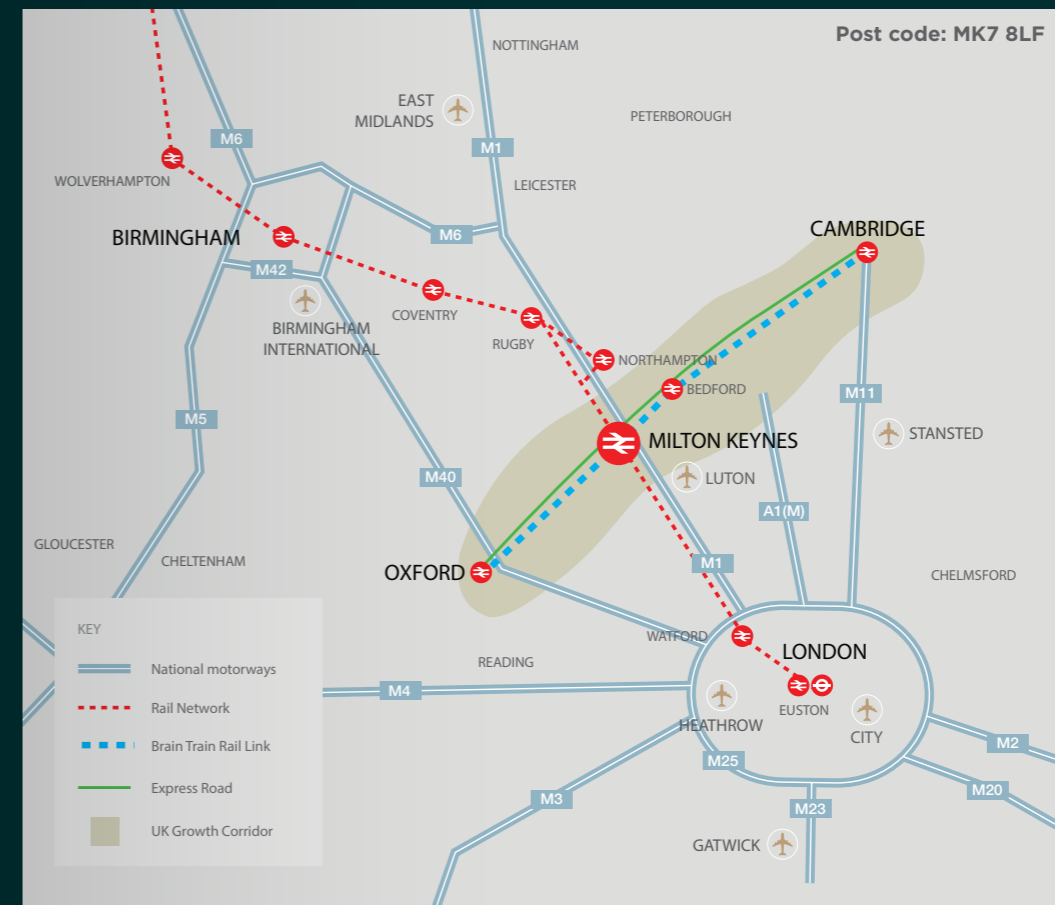 Post code: MK7 8LF
NOTTINGHAM
EAST
MIDLANDS
PETERBOROUGH
M6
M1
WOLVERHAMPTON
LEICESTER
CAMBRIDGE
BIRMINGHAM
M6
M42
COVENTRY
BIRMINGHAM
INTERNATIONAL
RUGBY
NORTHAMPTON
BEDFORD
M11
M5
STANSTED
MILTON KEYNES
M40
LUTON
A1(M)
GLOUCESTER
CHELTENHAM
M1
OXFORD
CHELMSFORD
WATFORD
LONDON
READING
M4
EUSTON
HEATHROW
CITY
M25
M2
M20
M3
M23
GATWICK
KEY
National motorways
Rail Network
Brain Train Rail Link
Express Road
UK Growth Corridor